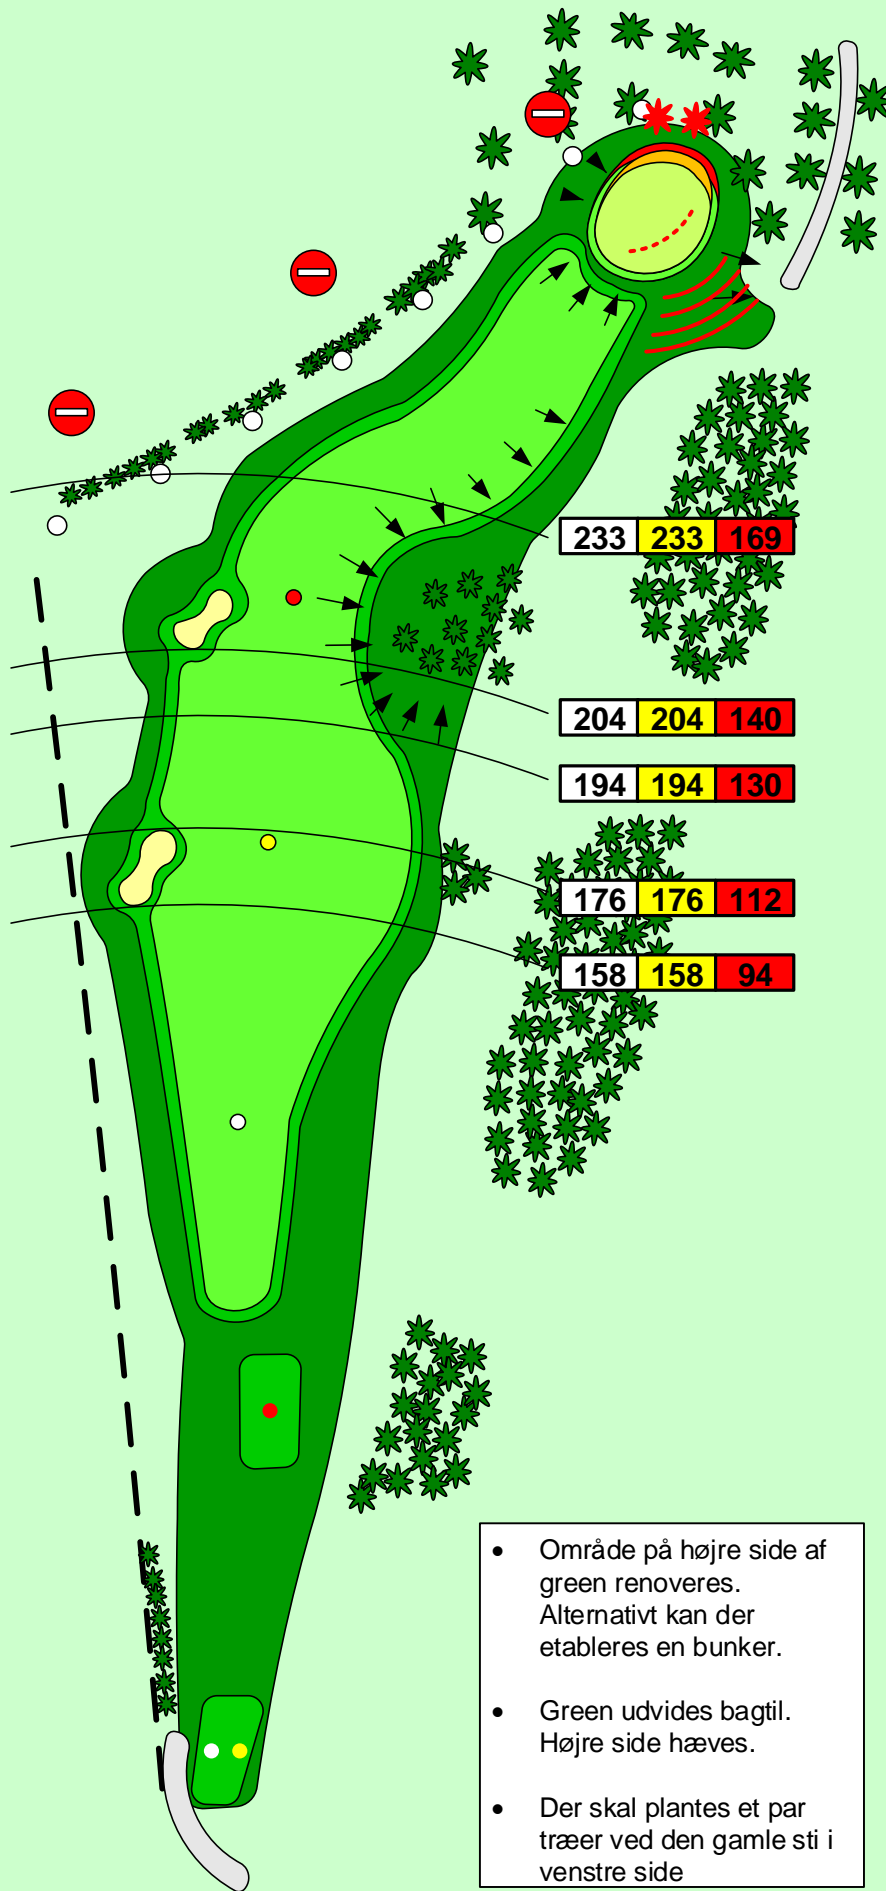 233 233 169
204 204 140
194 194 130
176 176 112
158 158 94
• Område på højre side af
green renoveres.
Alternativt kan der
etableres en bunker.
• Green udvides bagtil.
Højre side hæves.
• Der skal plantes et par
træer ved den gamle sti i
venstre side